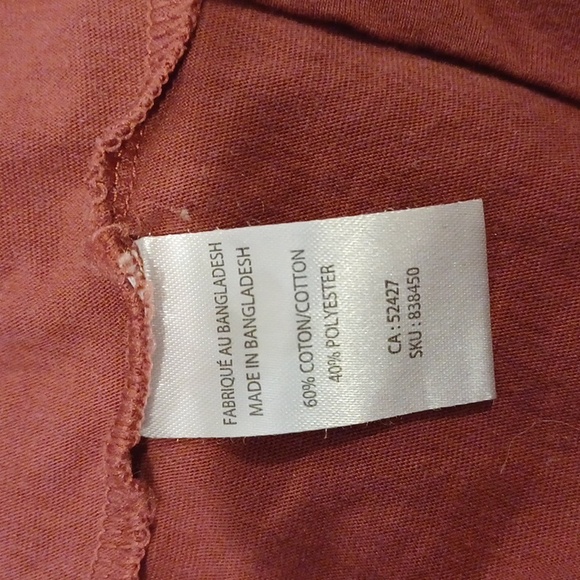 FABRIQUÉ AU BANGLADESH
MADE IN BANGLADESH
60% COTON/COTTON
40% POLYESTER
CA : 52427
SKU : 838450